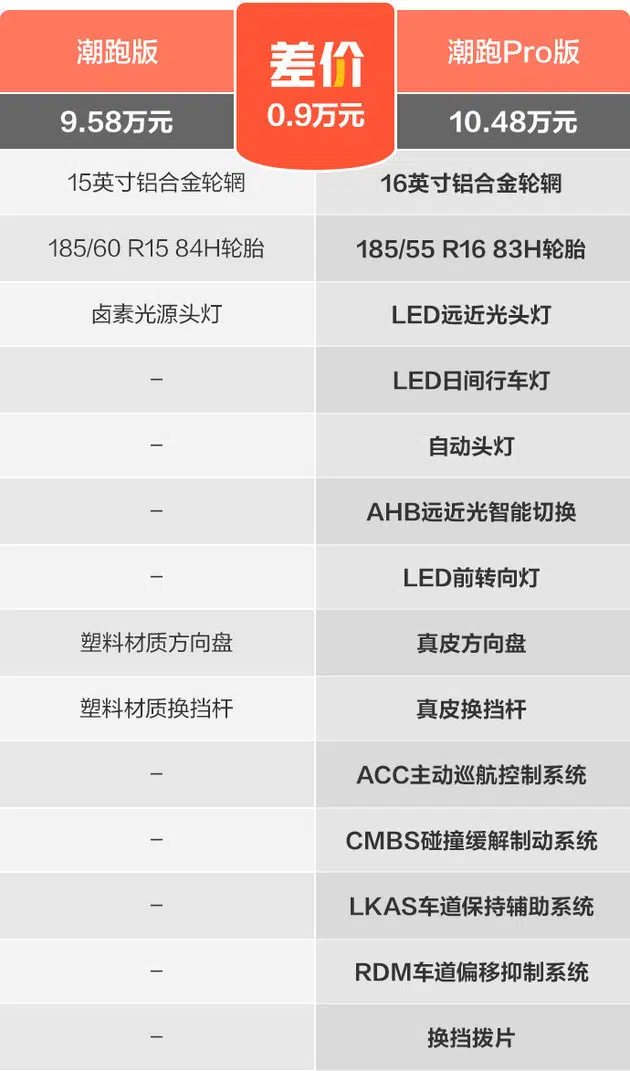 潮跑版
差价
潮跑Pro版
9.58万元
0.9万元
10.48万元
15英寸铝合金轮辋
16英寸铝合金轮辋
185/60 R15 84H轮胎
185/55 R16 83H轮胎
卤素光源头灯
LED远近光头灯
–
LED日间行车灯
–
自动头灯
–
AHB远近光智能切换
–
LED前转向灯
塑料材质方向盘
真皮方向盘
塑料材质换挡杆
真皮换挡杆
–
ACC主动巡航控制系统
–
CMBS碰撞缓解制动系统
–
LKAS车道保持辅助系统
–
RDM车道偏移抑制系统
–
换挡拨片